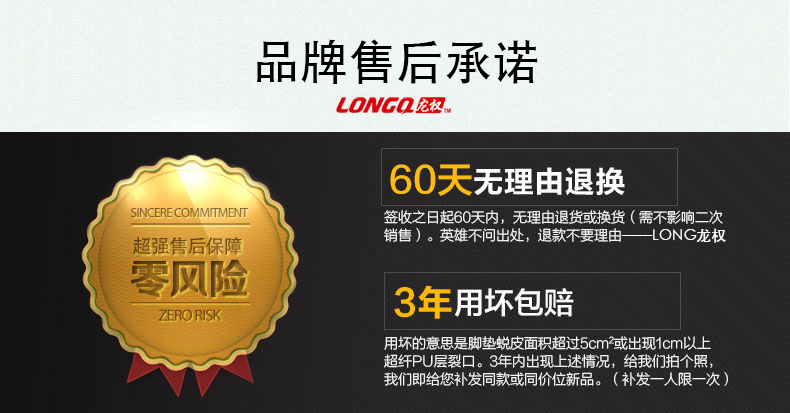 品牌售后承诺
LONGQ龙权™
SINCERE COMMITMENT
超强售后保障
零风险
ZERO RISK
60天无理由退换
签收之日起60天内，无理由退货或换货（需不影响二次
销售）。英雄不问出处，退款不要理由——LONG龙权
3年用坏包赔
用坏的意思是脚垫蜕皮面积超过5cm²或出现1cm以上
超纤PU层裂口。3年内出现上述情况，给我们拍个照，
我们即给您补发同款或同价位新品。（补发一人限一次）